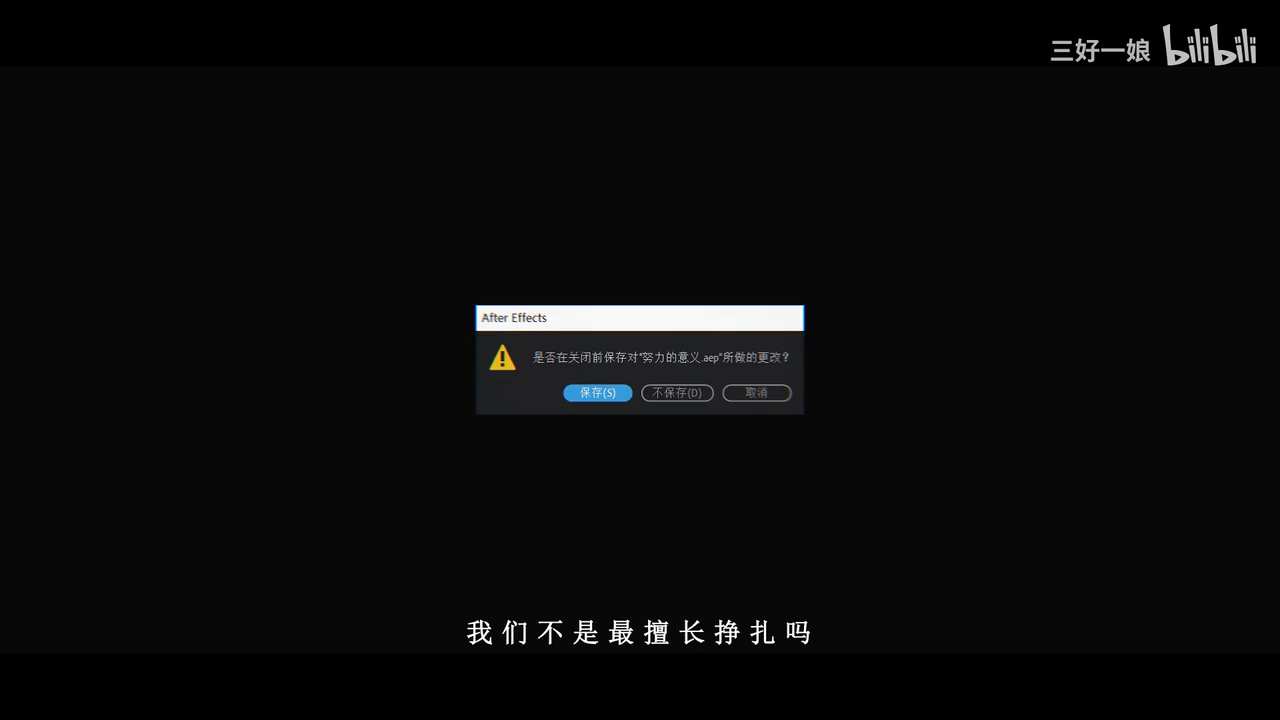 三好一娘 bilibili
After Effects
是否在关闭前保存对"努力的意义.aep"所做的更改?
保存(S) 不保存(D) 取消
我们不是最擅长挣扎吗